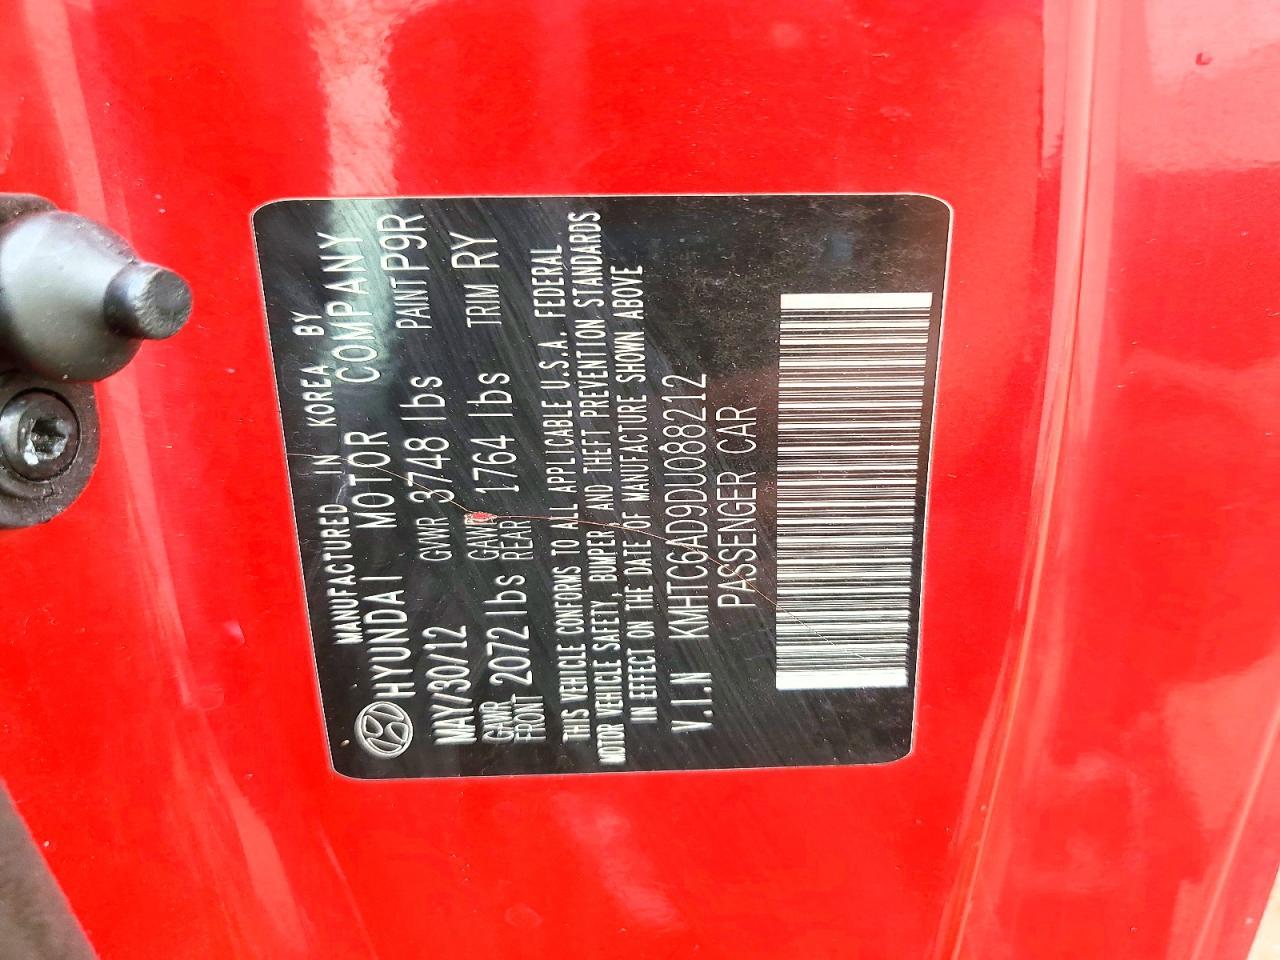 MANUFACTURED IN KOREA BY
HYUNDAI MOTOR COMPANY
MAY/30/12 GVWR 3748 lbs PAINT P9R
GAWR FRONT 2072 lbs GAWR REAR 1764 lbs TRIM RY
THIS VEHICLE CONFORMS TO ALL APPLICABLE U.S.A. FEDERAL
MOTOR VEHICLE SAFETY, BUMPER AND THEFT PREVENTION STANDARDS
IN EFFECT ON THE DATE OF MANUFACTURE SHOWN ABOVE
V.I.N KMHTC6AD9DU088212
PASSENGER CAR